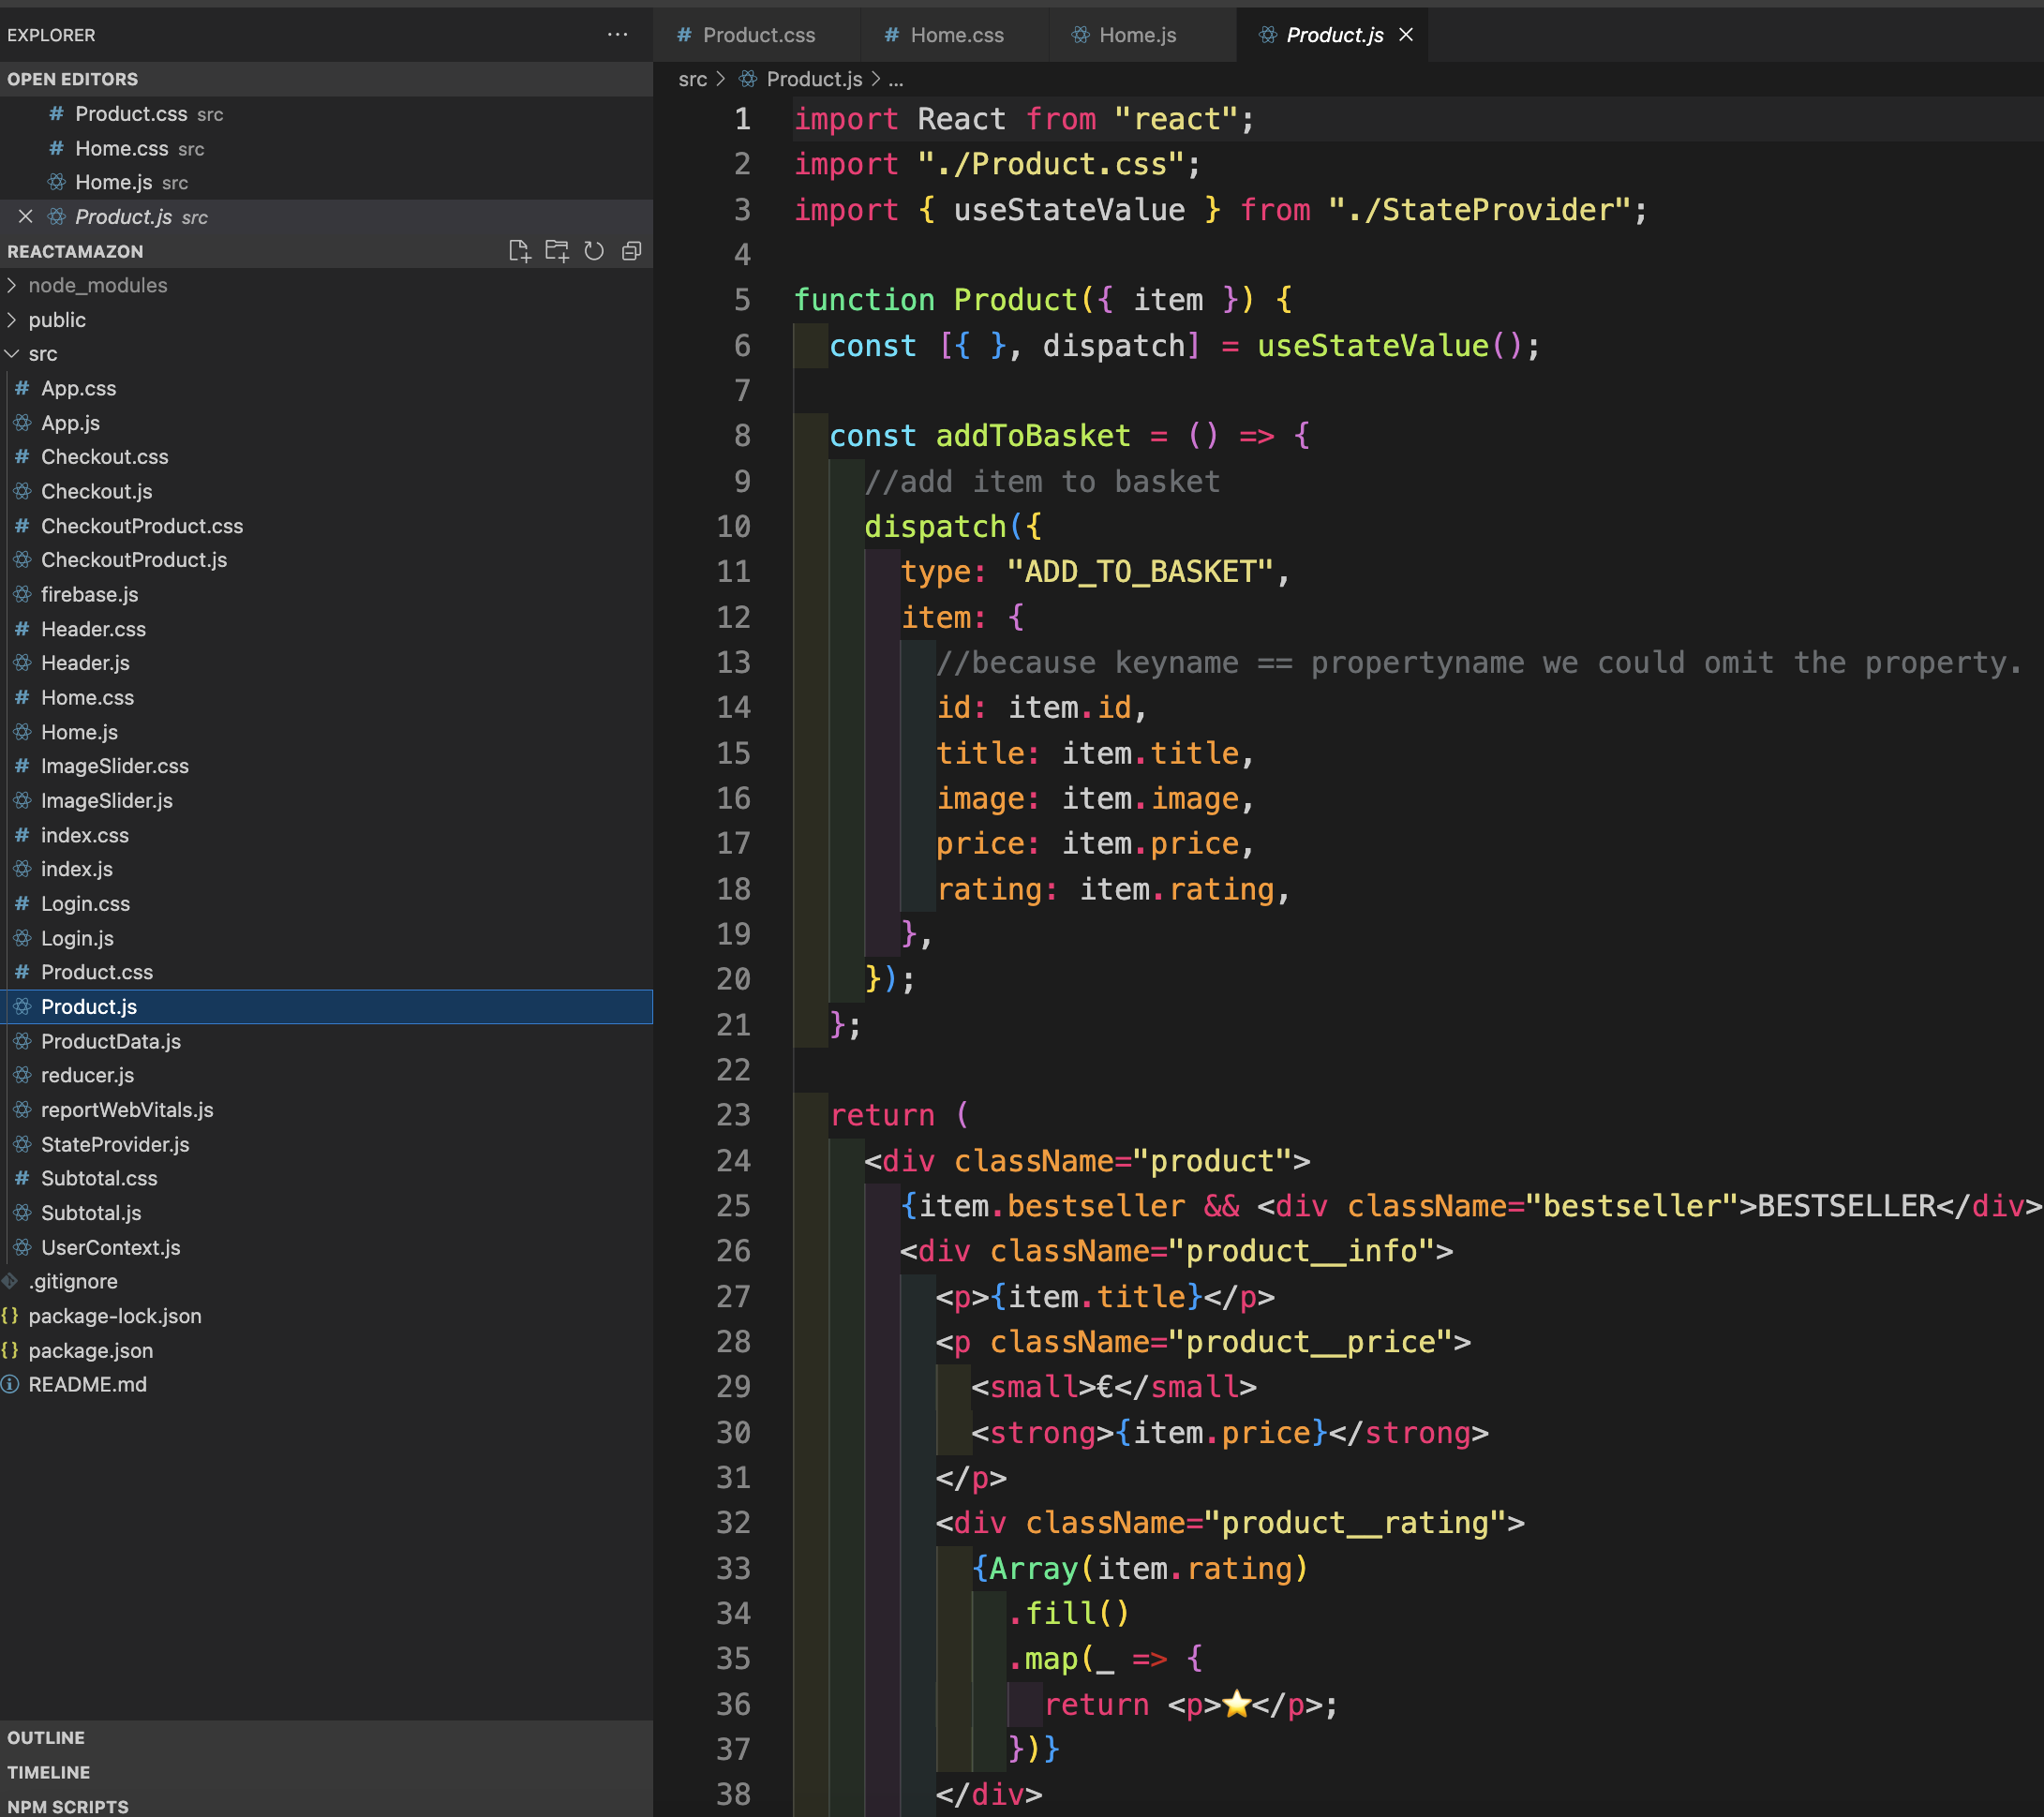 EXPLORER
OPEN EDITORS
# Product.css src
# Home.css src
Home.js src
Product.js src
REACTAMAZON
node_modules
public
src
# App.css
App.js
# Checkout.css
Checkout.js
# CheckoutProduct.css
CheckoutProduct.js
firebase.js
# Header.css
Header.js
# Home.css
Home.js
# ImageSlider.css
ImageSlider.js
# index.css
index.js
# Login.css
Login.js
# Product.css
Product.js
ProductData.js
reducer.js
reportWebVitals.js
StateProvider.js
# Subtotal.css
Subtotal.js
UserContext.js
.gitignore
{} package-lock.json
{} package.json
README.md
OUTLINE
TIMELINE
NPM SCRIPTS
# Product.css # Home.css Home.js Product.js
src > Product.js > ...
1 import React from "react";
2 import "./Product.css";
3 import { useStateValue } from "./StateProvider";
4
5 function Product({ item }) {
6 const [{ }, dispatch] = useStateValue();
7
8 const addToBasket = () => {
9 //add item to basket
10 dispatch({
11 type: "ADD_TO_BASKET",
12 item: {
13 //because keyname == propertyname we could omit the property.
14 id: item.id,
15 title: item.title,
16 image: item.image,
17 price: item.price,
18 rating: item.rating,
19 },
20 });
21 };
22
23 return (
24 <div className="product">
25 {item.bestseller && <div className="bestseller">BESTSELLER</div>
26 <div className="product__info">
27 <p>{item.title}</p>
28 <p className="product__price">
29 <small>€</small>
30 <strong>{item.price}</strong>
31 </p>
32 <div className="product__rating">
33 {Array(item.rating)
34 .fill()
35 .map(_ => {
36 return <p>⭐</p>;
37 })}
38 </div>